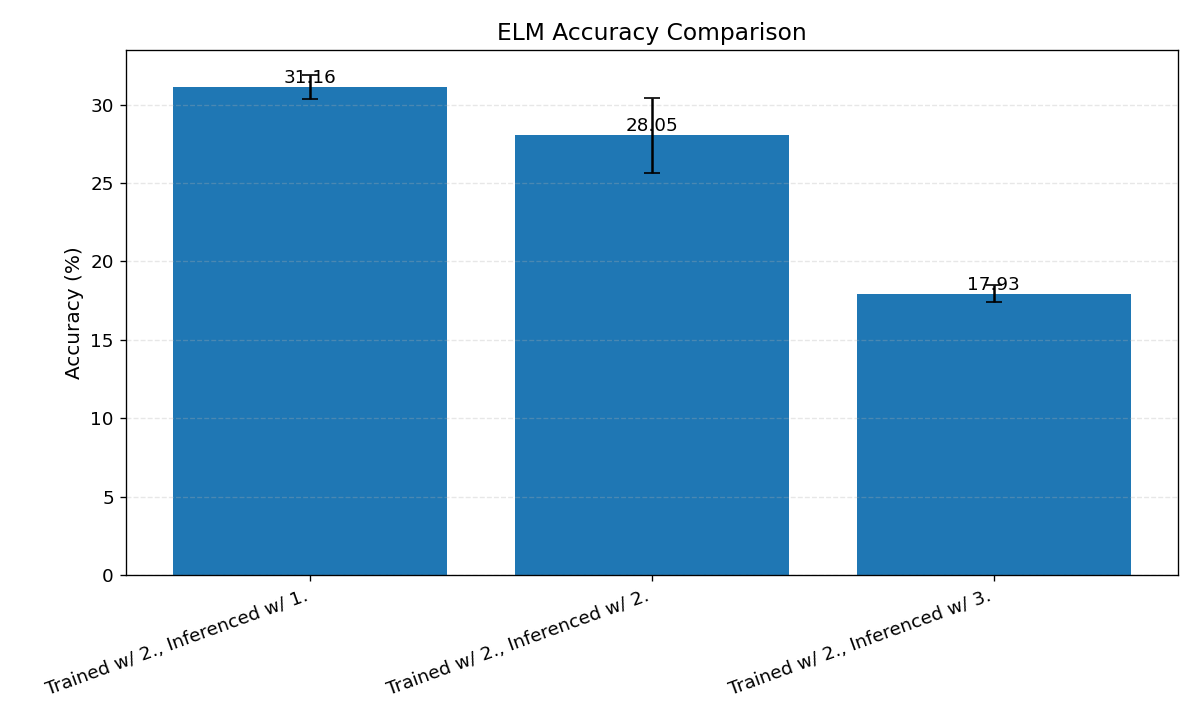 ELM Accuracy Comparison
Accuracy (%)
30
25
20
15
10
5
0
31.16
28.05
17.93
Trained w/ 2., Inferenced w/ 1.
Trained w/ 2., Inferenced w/ 2.
Trained w/ 2., Inferenced w/ 3.